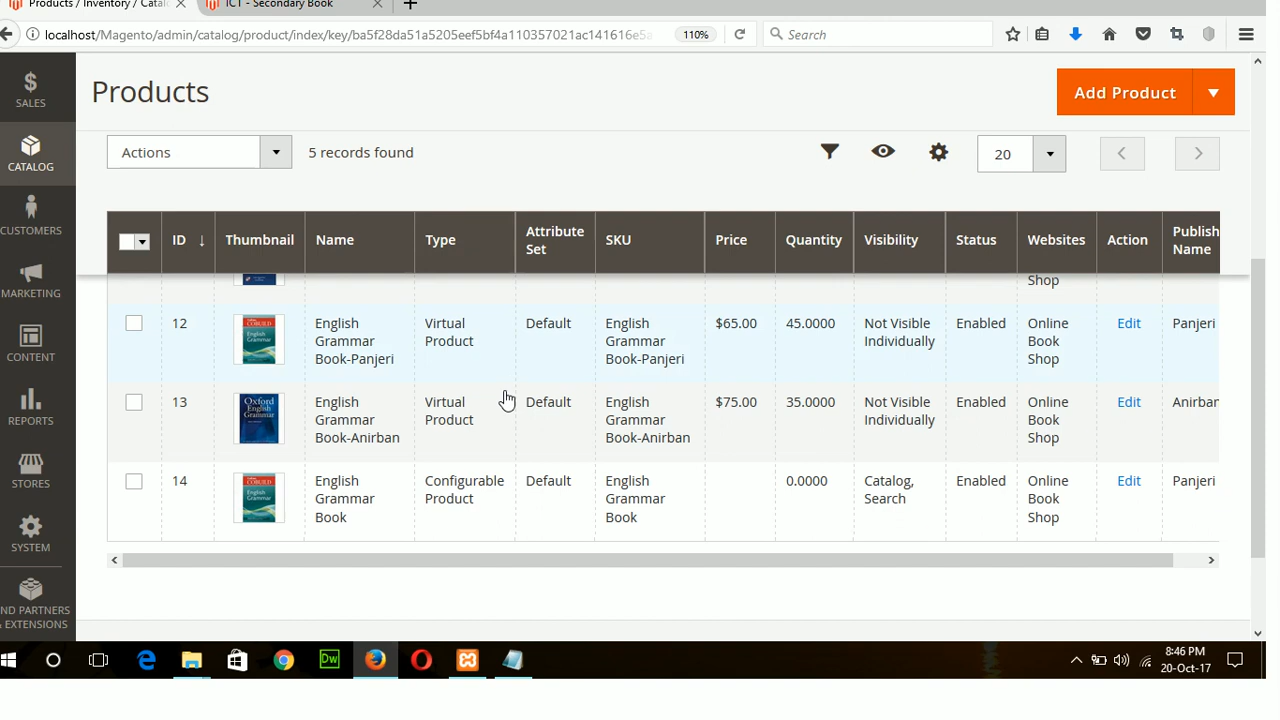 Products / Inventory / Catal
ICT - Secondary Book
localhost/Magento/admin/catalog/product/index/key/ba5f28da51a5205eef5bf4a110357021ac141616e5a
110%
Search
SALES
CATALOG
CUSTOMERS
MARKETING
CONTENT
REPORTS
STORES
SYSTEM
ND PARTNERS
& EXTENSIONS
Products
Add Product
Actions
5 records found
20
ID
Thumbnail
Name
Type
Attribute
Set
SKU
Price
Quantity
Visibility
Status
Websites
Action
Publish
Name
Shop
12
English
Grammar
Book-Panjeri
Virtual
Product
Default
English
Grammar
Book-Panjeri
$65.00
45.0000
Not Visible
Individually
Enabled
Online
Book
Shop
Edit
Panjeri
13
Oxford
English
Grammar
English
Grammar
Book-Anirban
Virtual
Product
Default
English
Grammar
Book-Anirban
$75.00
35.0000
Not Visible
Individually
Enabled
Online
Book
Shop
Edit
Anirban
14
English
Grammar
Book
Configurable
Product
Default
English
Grammar
Book
0.0000
Catalog,
Search
Enabled
Online
Book
Shop
Edit
Panjeri
Dw
8:46 PM
20-Oct-17